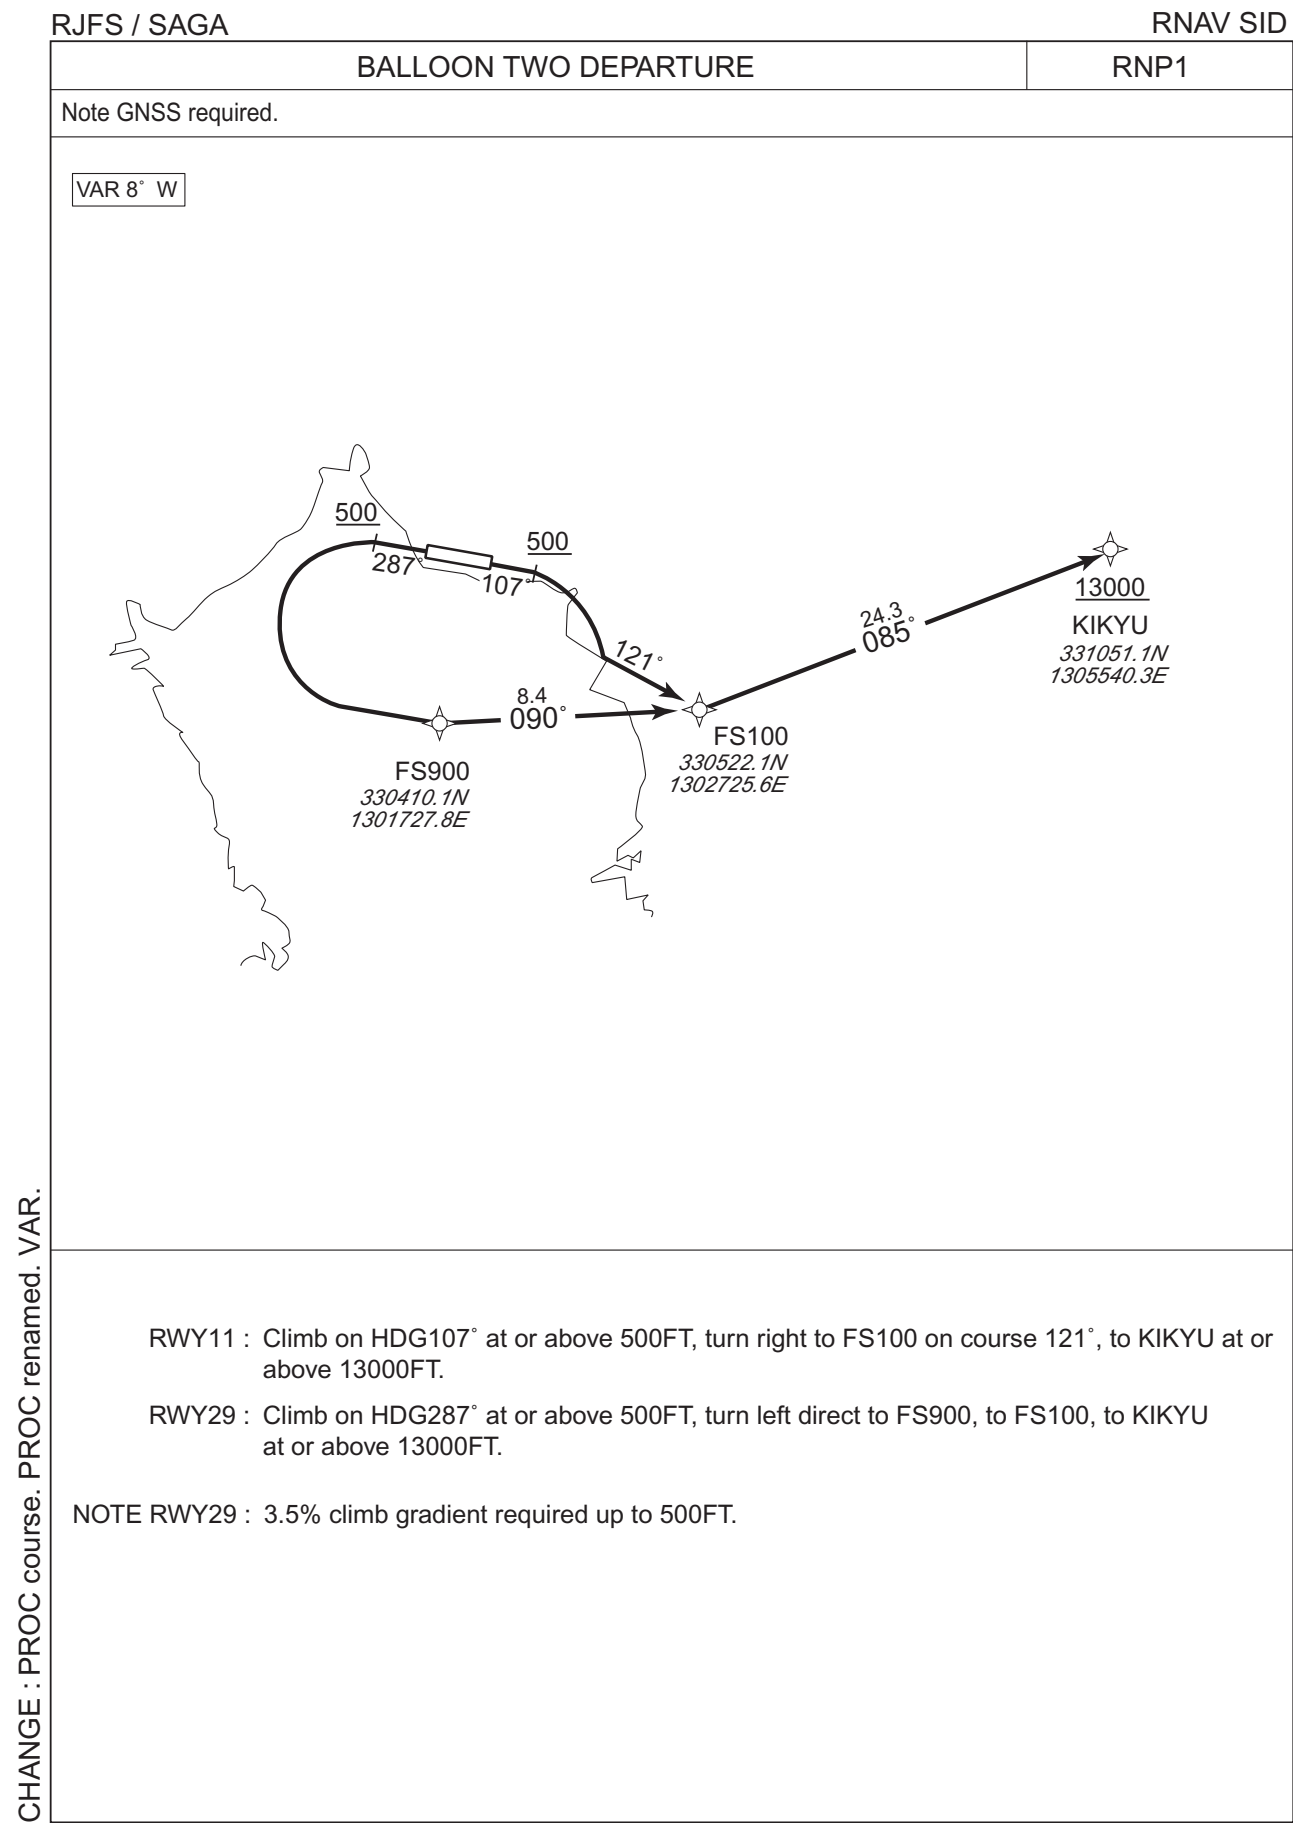 RJFS / SAGA
RNAV SID
BALLOON TWO DEPARTURE
RNP1
Note GNSS required.
VAR 8° W
500
287°
500
107°
121°
24.3
085°
13000
KIKYU
331051.1N
1305540.3E
8.4
090°
FS100
330522.1N
1302725.6E
FS900
330410.1N
1301727.8E
RWY11 : Climb on HDG107° at or above 500FT, turn right to FS100 on course 121°, to KIKYU at or
above 13000FT.
RWY29 : Climb on HDG287° at or above 500FT, turn left direct to FS900, to FS100, to KIKYU
at or above 13000FT.
NOTE RWY29 : 3.5% climb gradient required up to 500FT.
CHANGE : PROC course. PROC renamed. VAR.